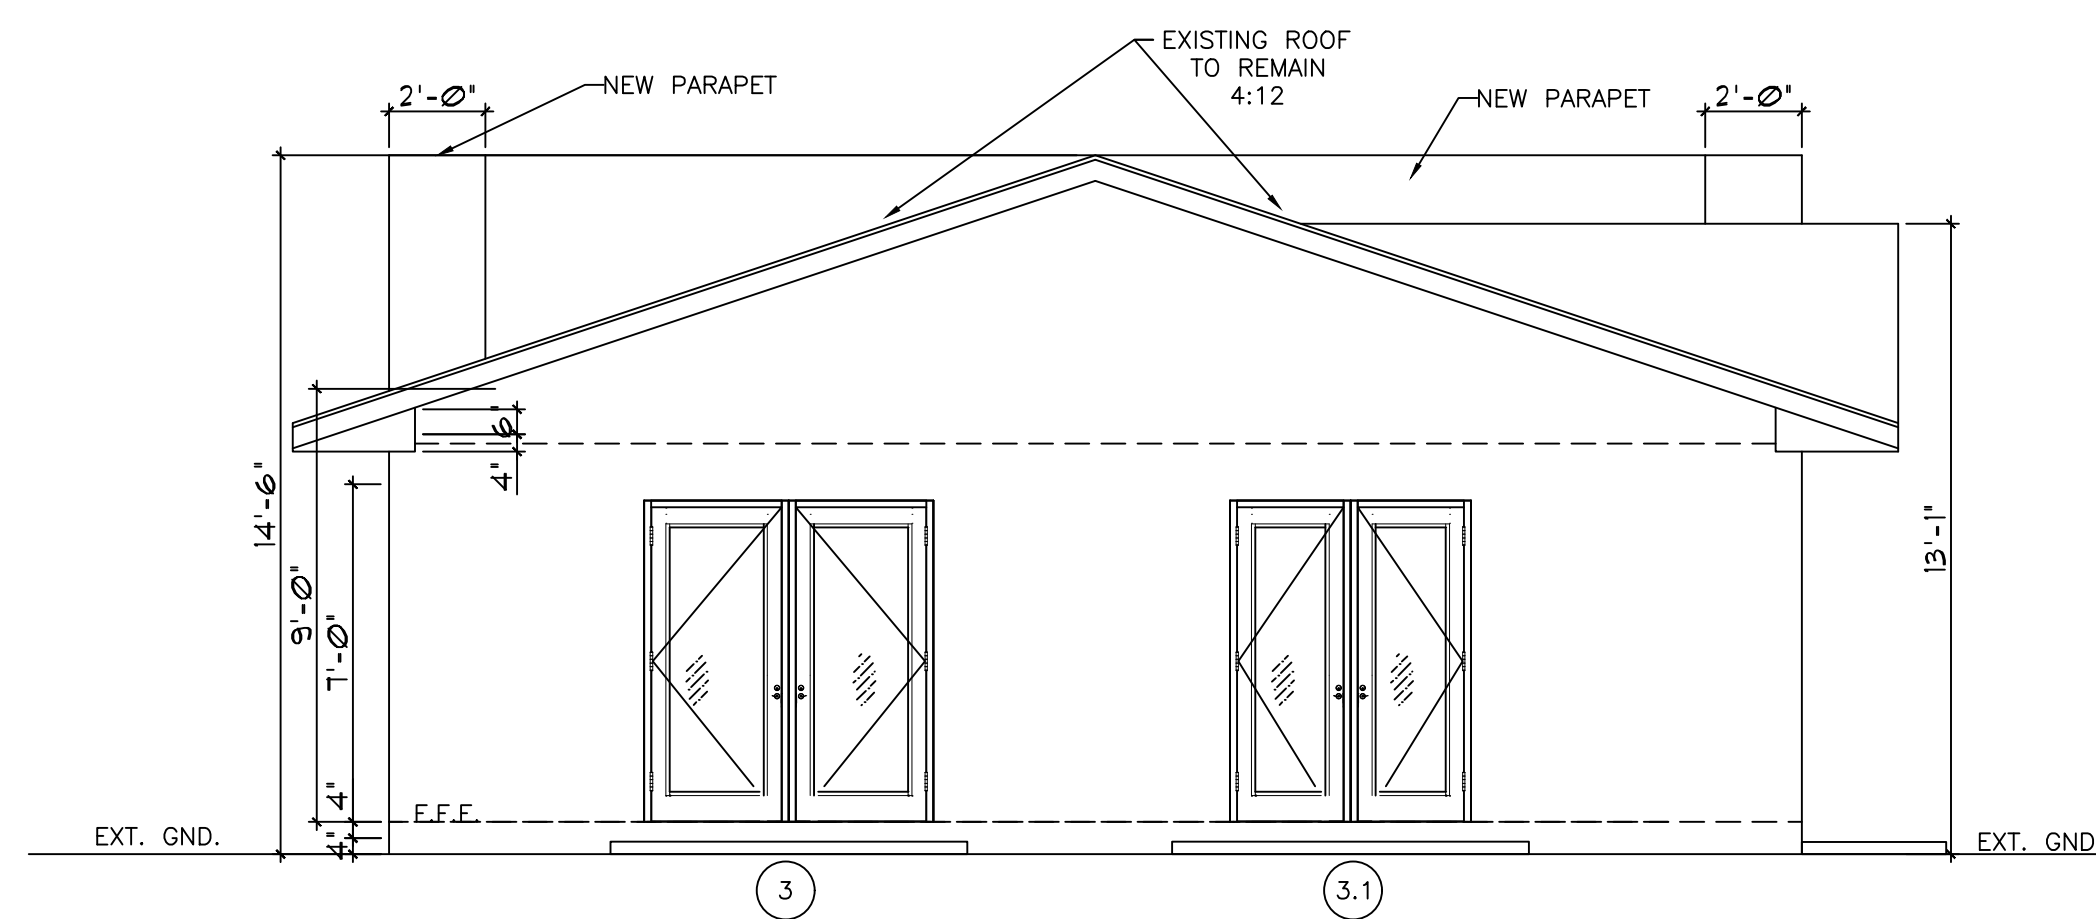 EXISTING ROOF
TO REMAIN
4:12
NEW PARAPET
NEW PARAPET
2'-0"
2'-0"
14'-6"
9'-0"
7'-0"
6"
4"
13'-1"
4"
4"
F.F.E.
EXT. GND.
EXT. GND
3
3.1